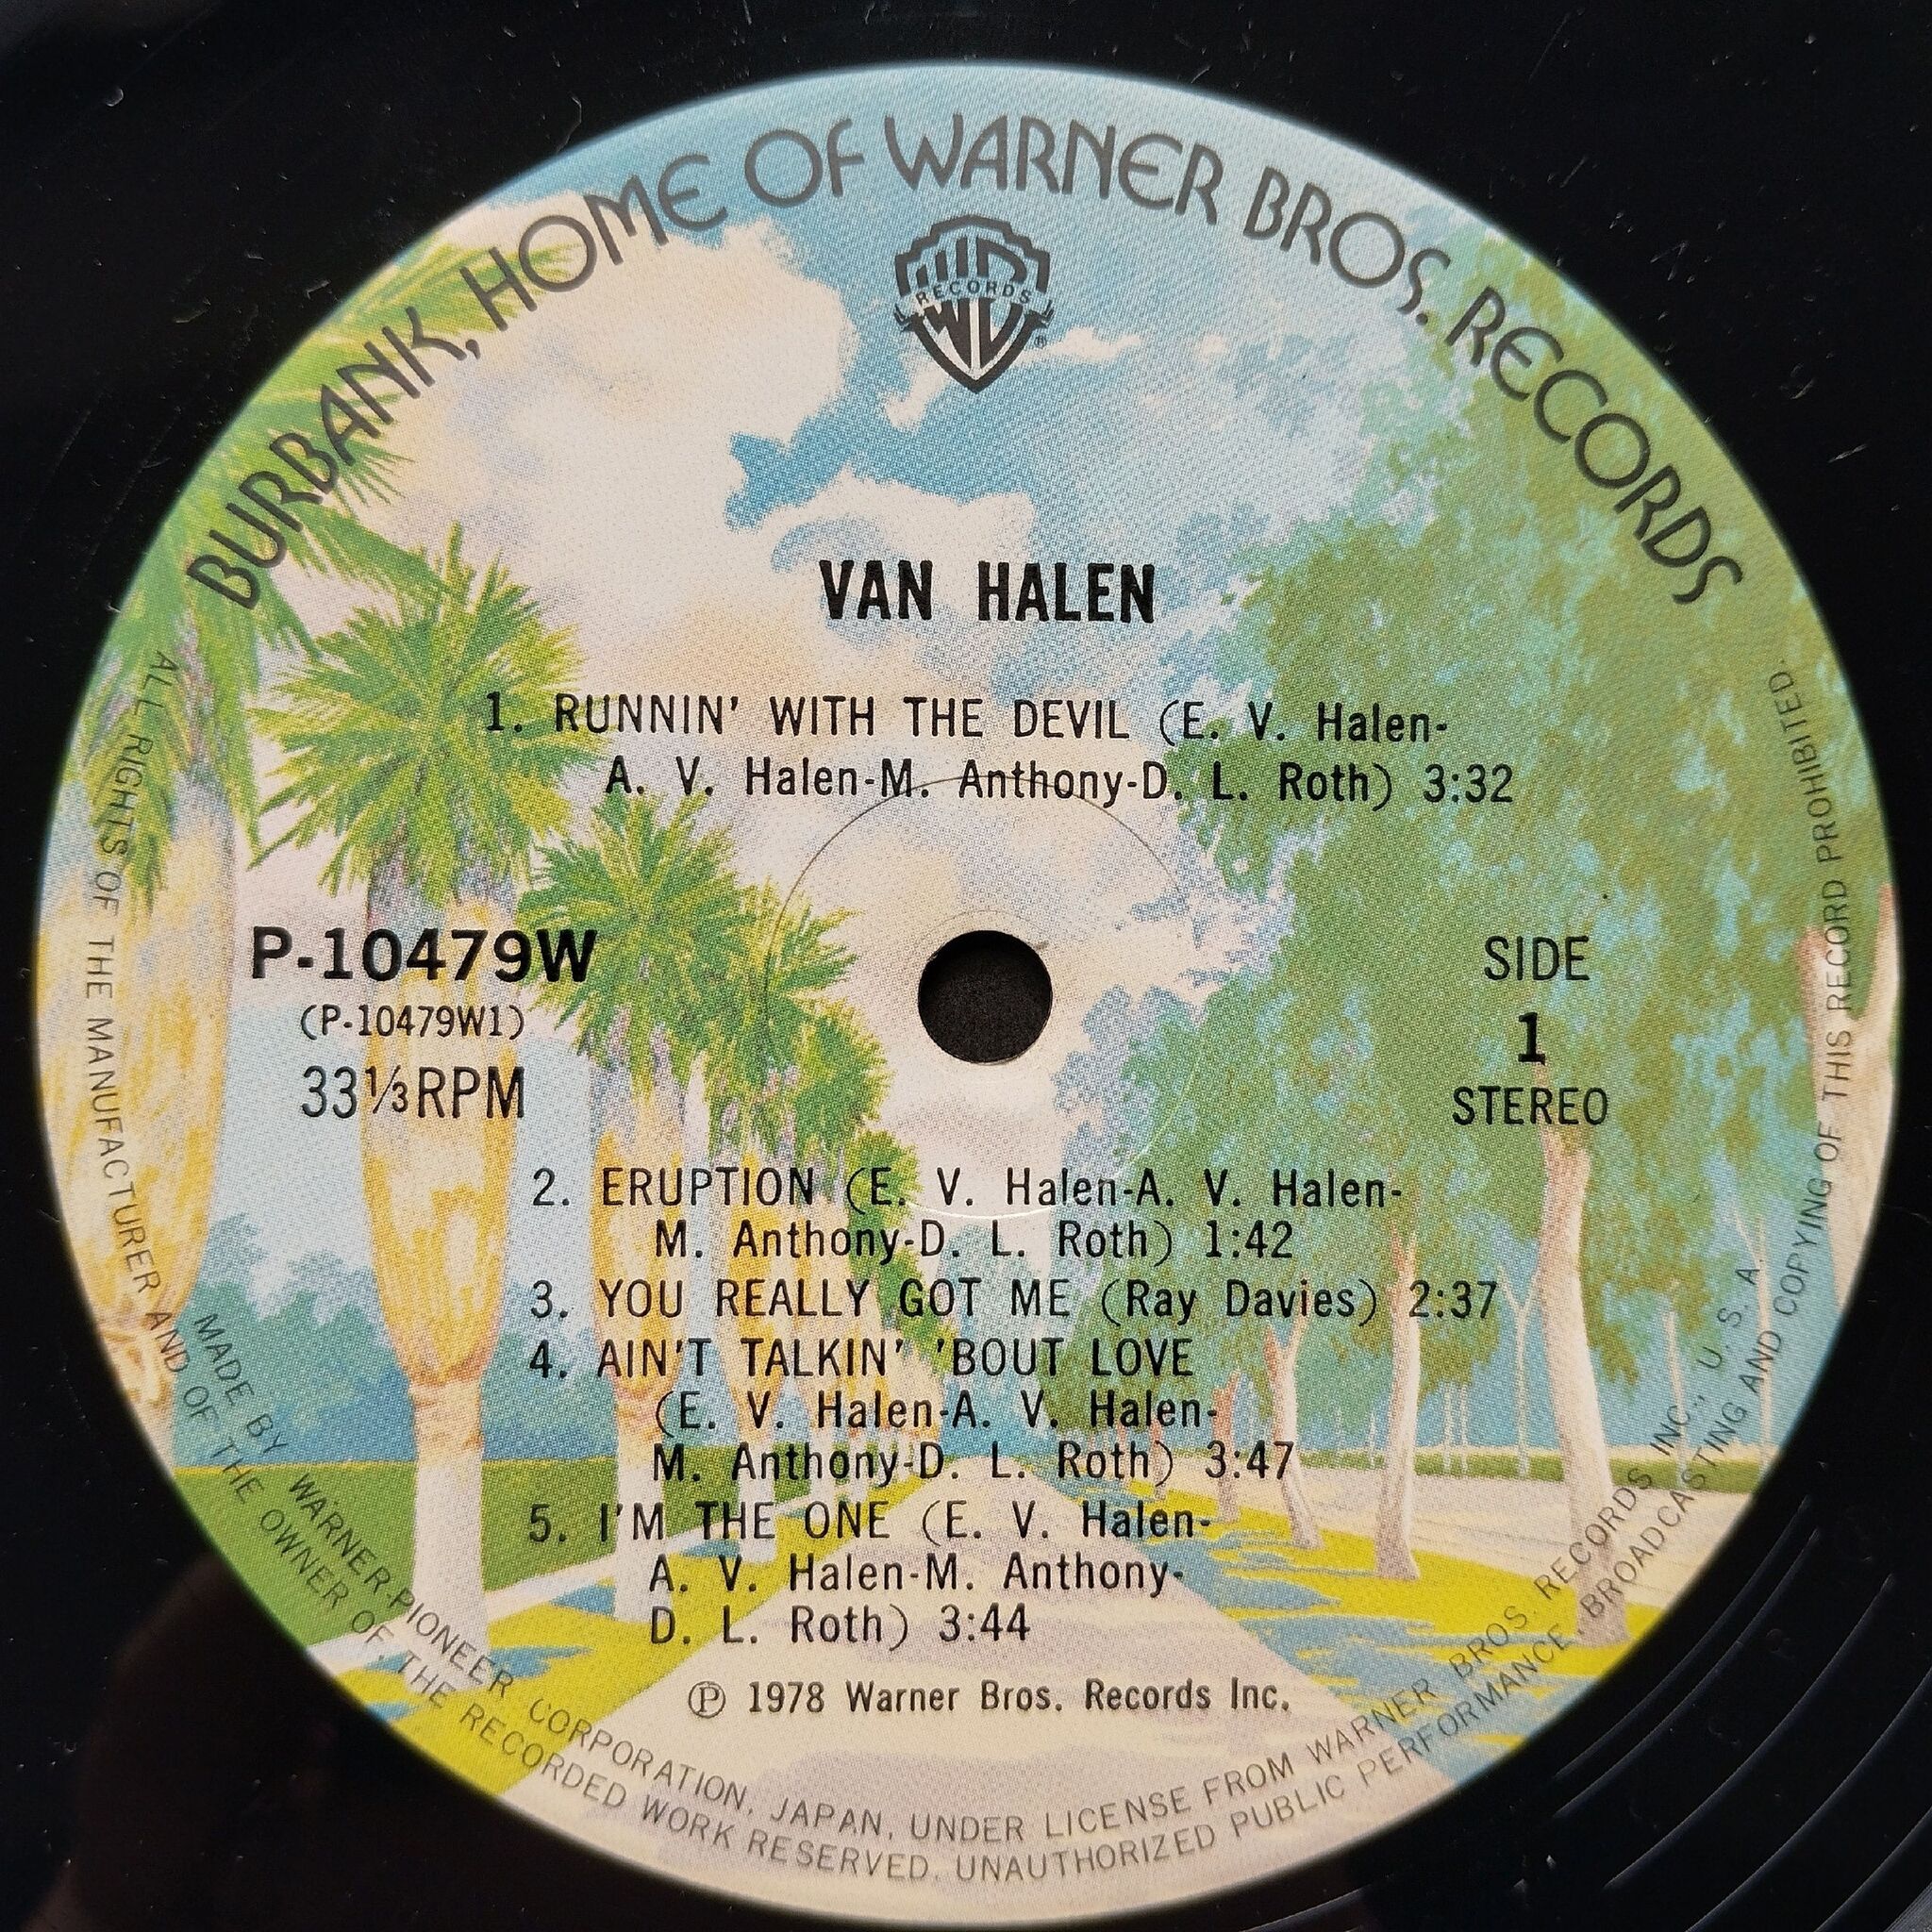 BURBANK, HOME OF WARNER BROS. RECORDS
RECORDS
®
VAN HALEN
1. RUNNIN' WITH THE DEVIL (E. V. Halen-
A. V. Halen-M. Anthony-D. L. Roth) 3:32
P-10479W
(P-10479W1)
33⅓RPM
SIDE
1
STEREO
2. ERUPTION (E. V. Halen-A. V. Halen-
M. Anthony-D. L. Roth) 1:42
3. YOU REALLY GOT ME (Ray Davies) 2:37
4. AIN'T TALKIN' 'BOUT LOVE
(E. V. Halen-A. V. Halen-
M. Anthony-D. L. Roth) 3:47
5. I'M THE ONE (E. V. Halen-
A. V. Halen-M. Anthony-
D. L. Roth) 3:44
Ⓟ 1978 Warner Bros. Records Inc.
MADE BY WARNER-PIONEER CORPORATION, JAPAN, UNDER LICENSE FROM WARNER BROS. RECORDS INC., U. S. A.
ALL RIGHTS OF THE MANUFACTURER AND OF THE OWNER OF THE RECORDED WORK RESERVED. UNAUTHORIZED PUBLIC PERFORMANCE, BROADCASTING AND COPYING OF THIS RECORD PROHIBITED.